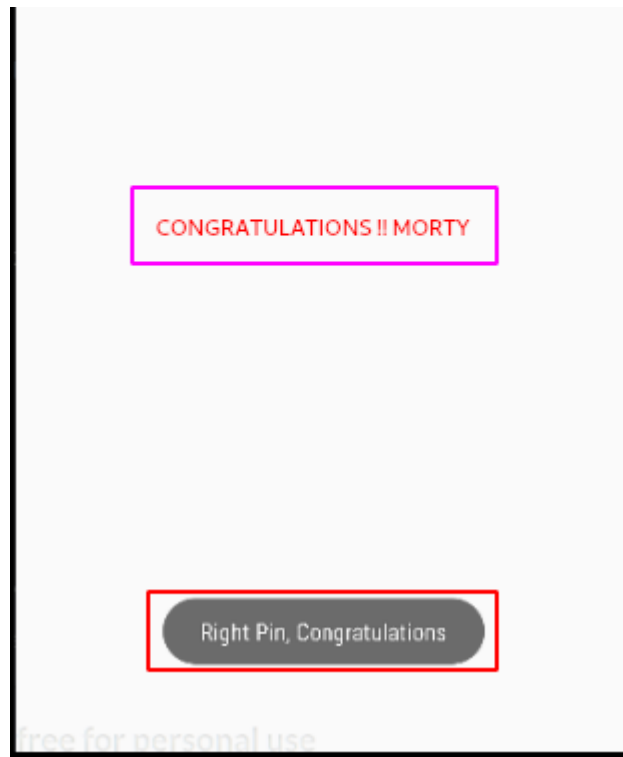 CONGRATULATIONS !! MORTY
Right Pin, Congratulations
free for personal use